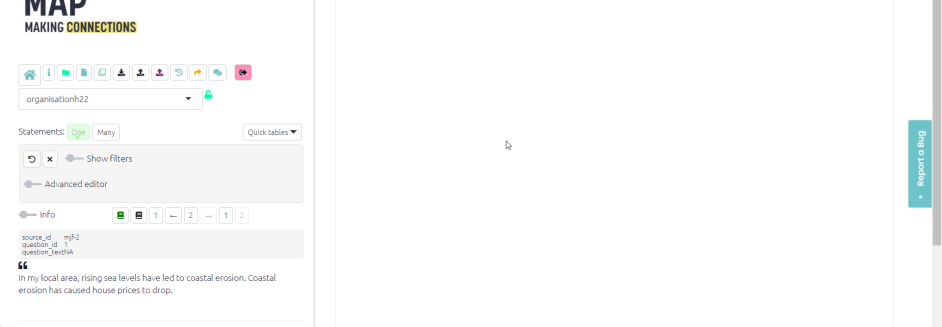 MAP
MAKING CONNECTIONS
organisationh22
Statements: One Many Quick tables
Show filters
Advanced editor
Info 1 ← 2 → 1 2
source_id mjf-2
question_id 1
question_textNA
In my local area, rising sea levels have led to coastal erosion. Coastal
erosion has caused house prices to drop.
Report a Bug